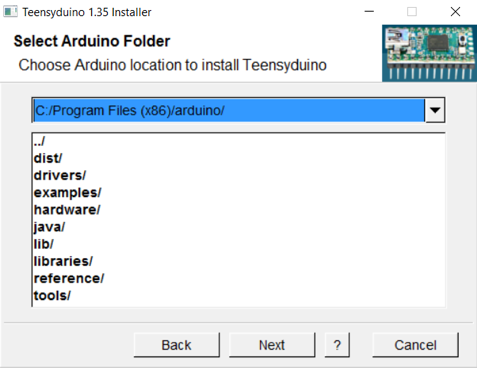 Teensyduino 1.35 Installer
Select Arduino Folder
Choose Arduino location to install Teensyduino
C:/Program Files (x86)/arduino/
../
dist/
drivers/
examples/
hardware/
java/
lib/
libraries/
reference/
tools/
Back
Next
?
Cancel